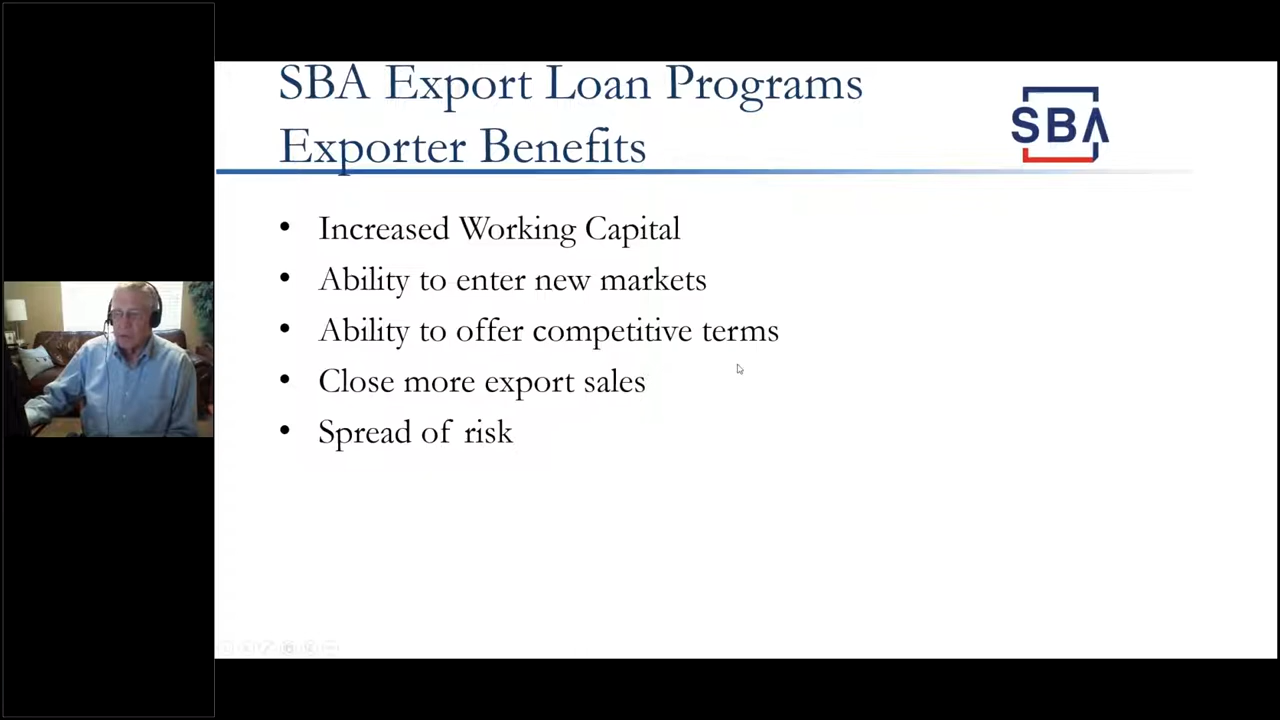 SBA Export Loan Programs
Exporter Benefits
SBA
• Increased Working Capital
• Ability to enter new markets
• Ability to offer competitive terms
• Close more export sales
• Spread of risk